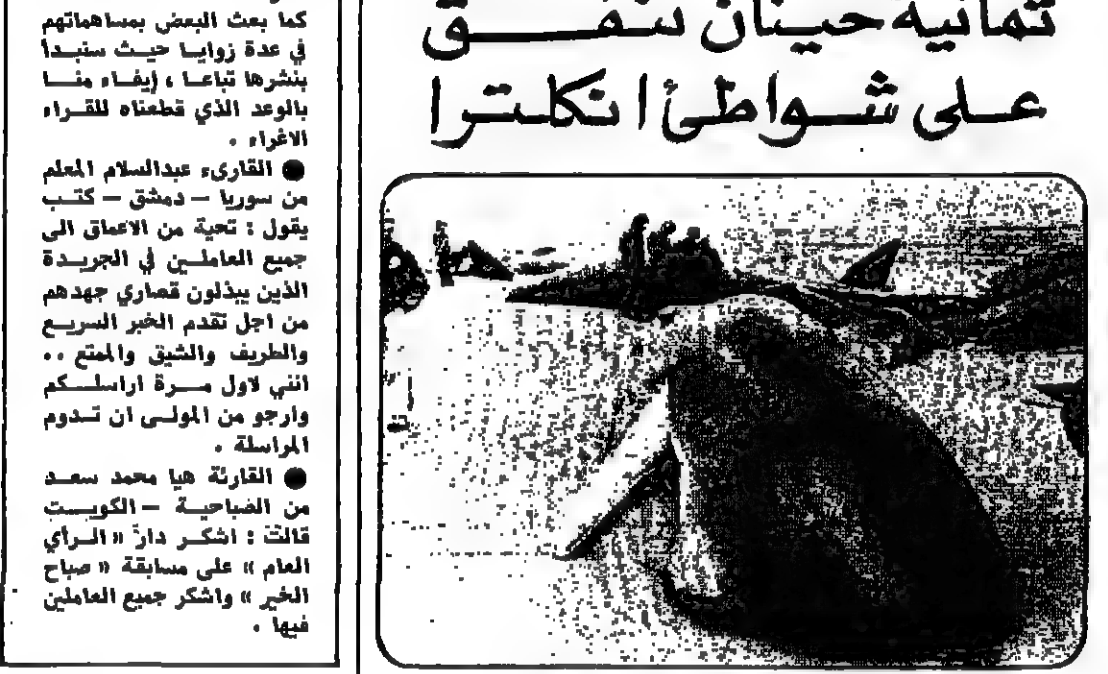 ثمانية حيتان تنفق
على شواطئ انكلترا
كما بعث البعض بمساهماتهم
في عدة زوايا حيث سنبدأ
بنشرها تباعا ، إيفاء منا
بالوعد الذي قطعناه للقراء
الاعزاء .
● القارىء عبدالسلام المعلم
من سوريا — دمشق — كتب
يقول : تحية من الاعماق الى
جميع العاملين في الجريدة
الذين يبذلون قصارى جهدهم
من اجل تقدم الخبر السريع
والطريف والشيق والممتع ..
انني لاول مرة اراسلكم
وارجو من المولى ان تدوم
المراسلة .
● القارئة هيا محمد سعد
من الضباحية — الكويت
قالت : اشكر دار « الرأي
العام » على مسابقة « صباح
الخير » واشكر جميع العاملين
فيها .